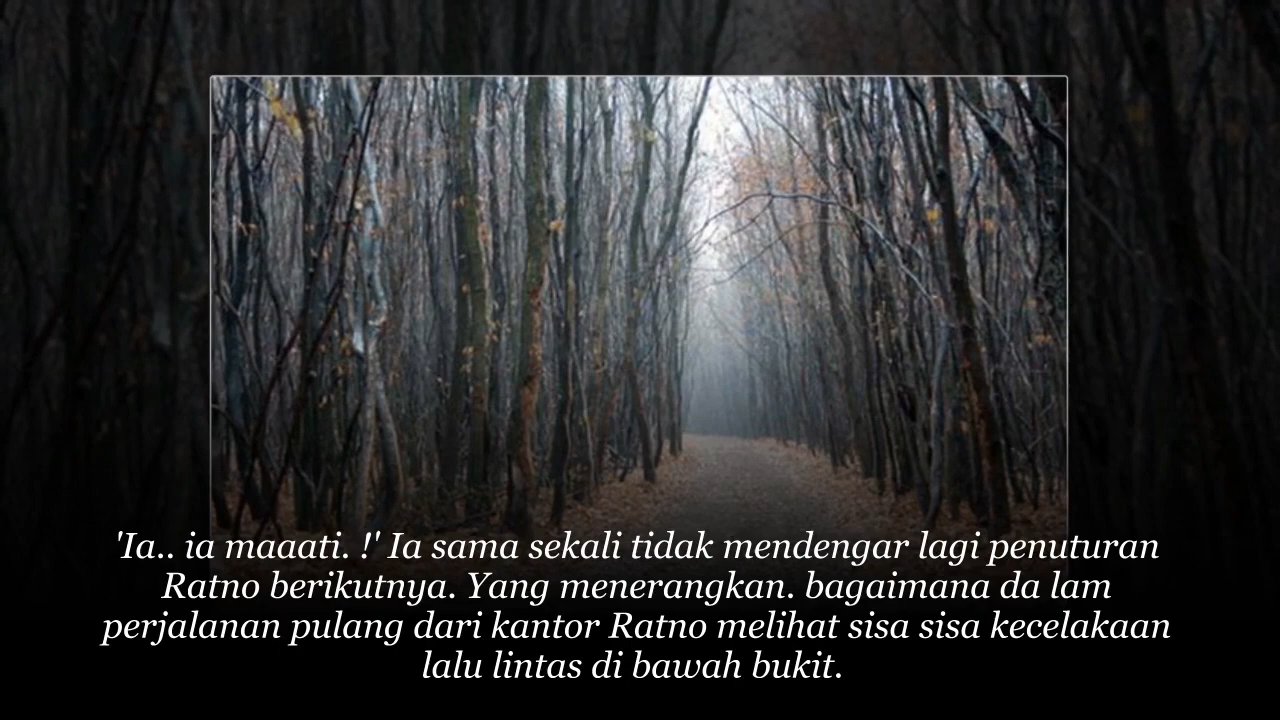 'Ia.. ia maaati. !' Ia sama sekali tidak mendengar lagi penuturan
Ratno berikutnya. Yang menerangkan. bagaimana da lam
perjalanan pulang dari kantor Ratno melihat sisa sisa kecelakaan
lalu lintas di bawah bukit.